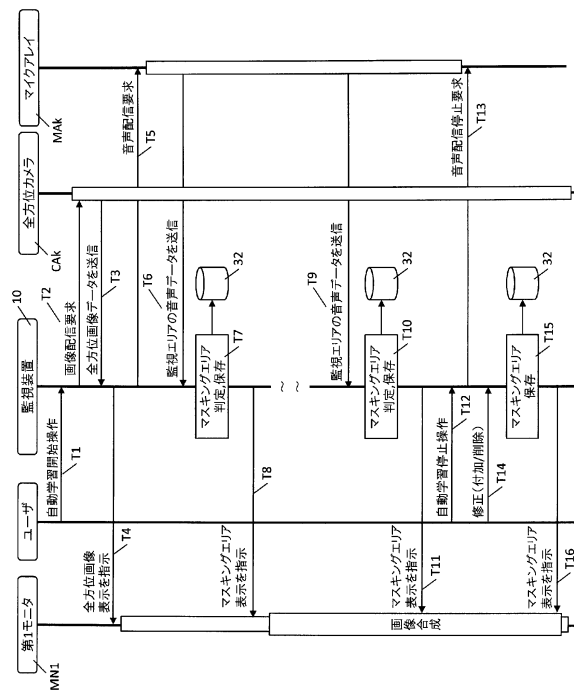 第1モニタ
MN1
ユーザ
監視装置
10
全方位カメラ
CAk
マイクアレイ
MAk
自動学習開始操作
T1
画像配信要求
T2
全方位画像データを送信
T3
全方位画像
表示を指示
T4
音声配信要求
T5
監視エリアの音声データを送信
T6
マスキングエリア
判定,保存
T7
32
マスキングエリア
表示を指示
T8
監視エリアの音声データを送信
T9
マスキングエリア
判定,保存
T10
32
マスキングエリア
表示を指示
T11
画像合成
自動学習停止操作
T12
音声配信停止要求
T13
修正(付加/削除)
T14
マスキングエリア
保存
T15
32
マスキングエリア
表示を指示
T16